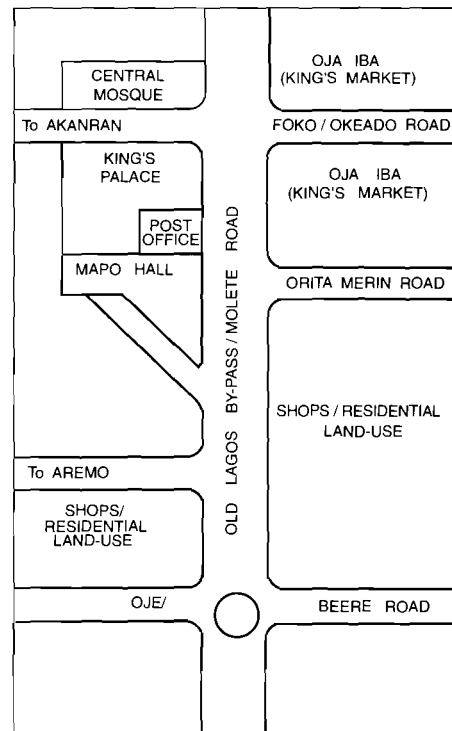 CENTRAL
MOSQUE
OJA IBA
(KING'S MARKET)
To AKANRAN
FOKO / OKEADO ROAD
KING'S
PALACE
OJA IBA
(KING'S MARKET)
POST
OFFICE
MAPO HALL
ORITA MERIN ROAD
OLD LAGOS BY-PASS / MOLETE ROAD
SHOPS / RESIDENTIAL
LAND-USE
To AREMO
SHOPS/
RESIDENTIAL
LAND-USE
OJE/
BEERE ROAD